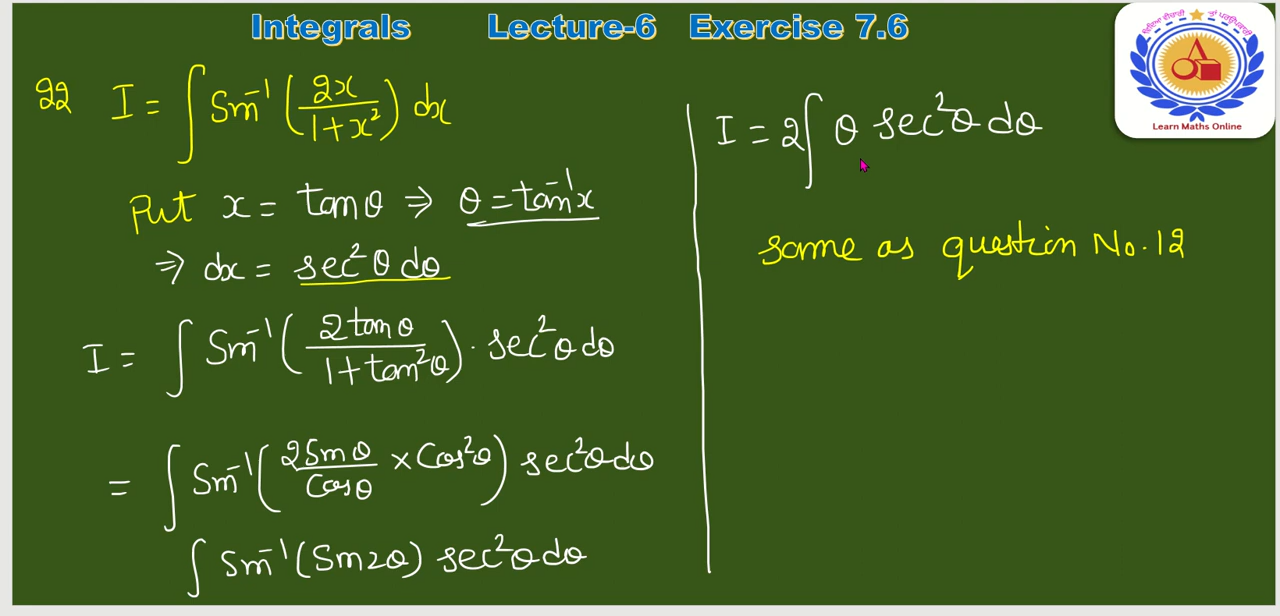 Integrals Lecture-6 Exercise 7.6
ਵਿਦਿਆ ਵੀਚਾਰੀ ਤਾਂ ਪਰਉਪਕਾਰੀ
Learn Maths Online
22 I = ∫ Sin⁻¹ (2x / 1+x²) dx
Put x = tanθ ⇒ θ = tan⁻¹x
⇒ dx = sec²θ dθ
I = ∫ Sin⁻¹ (2tanθ / 1+tan²θ) · sec²θ dθ
= ∫ Sin⁻¹ (2Sinθ / Cosθ × Cos²θ) sec²θ dθ
∫ Sin⁻¹ (Sin2θ) sec²θ dθ
I = 2∫ θ sec²θ dθ
same as question No. 12